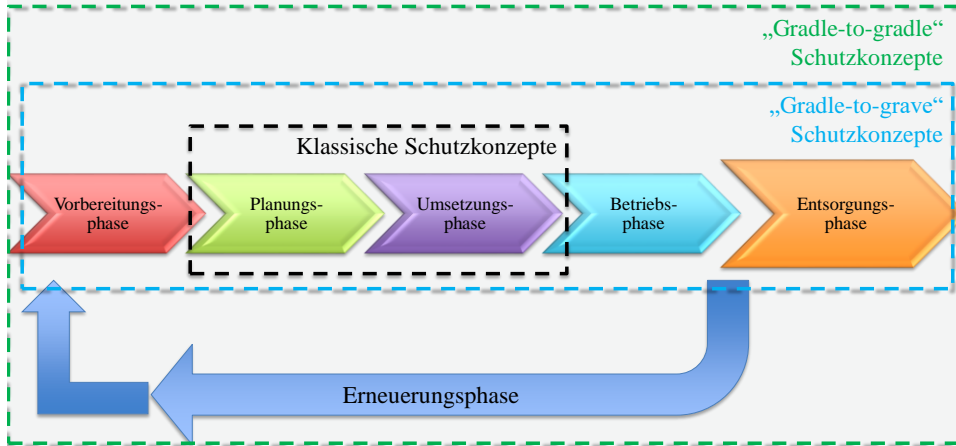 „Gradle-to-gradle“
Schutzkonzepte
„Gradle-to-grave“
Schutzkonzepte
Klassische Schutzkonzepte
Vorbereitungs-
phase
Planungs-
phase
Umsetzungs-
phase
Betriebs-
phase
Entsorgungs-
phase
Erneuerungsphase